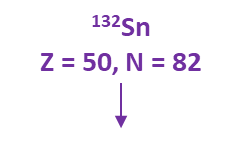 ¹³²Sn
Z = 50, N = 82